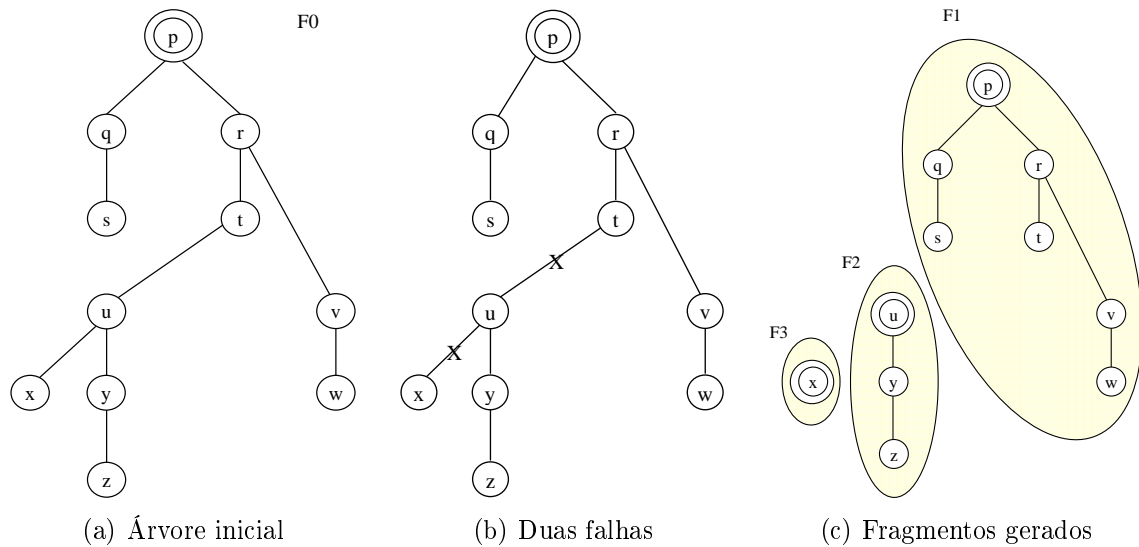 F0
p
q
r
s
t
u
v
x
y
w
z
(a) Árvore inicial
p
q
r
s
t
X
u
v
X
x
y
w
z
(b) Duas falhas
F1
p
q
r
s
t
F2
u
v
F3
x
y
w
z
(c) Fragmentos gerados